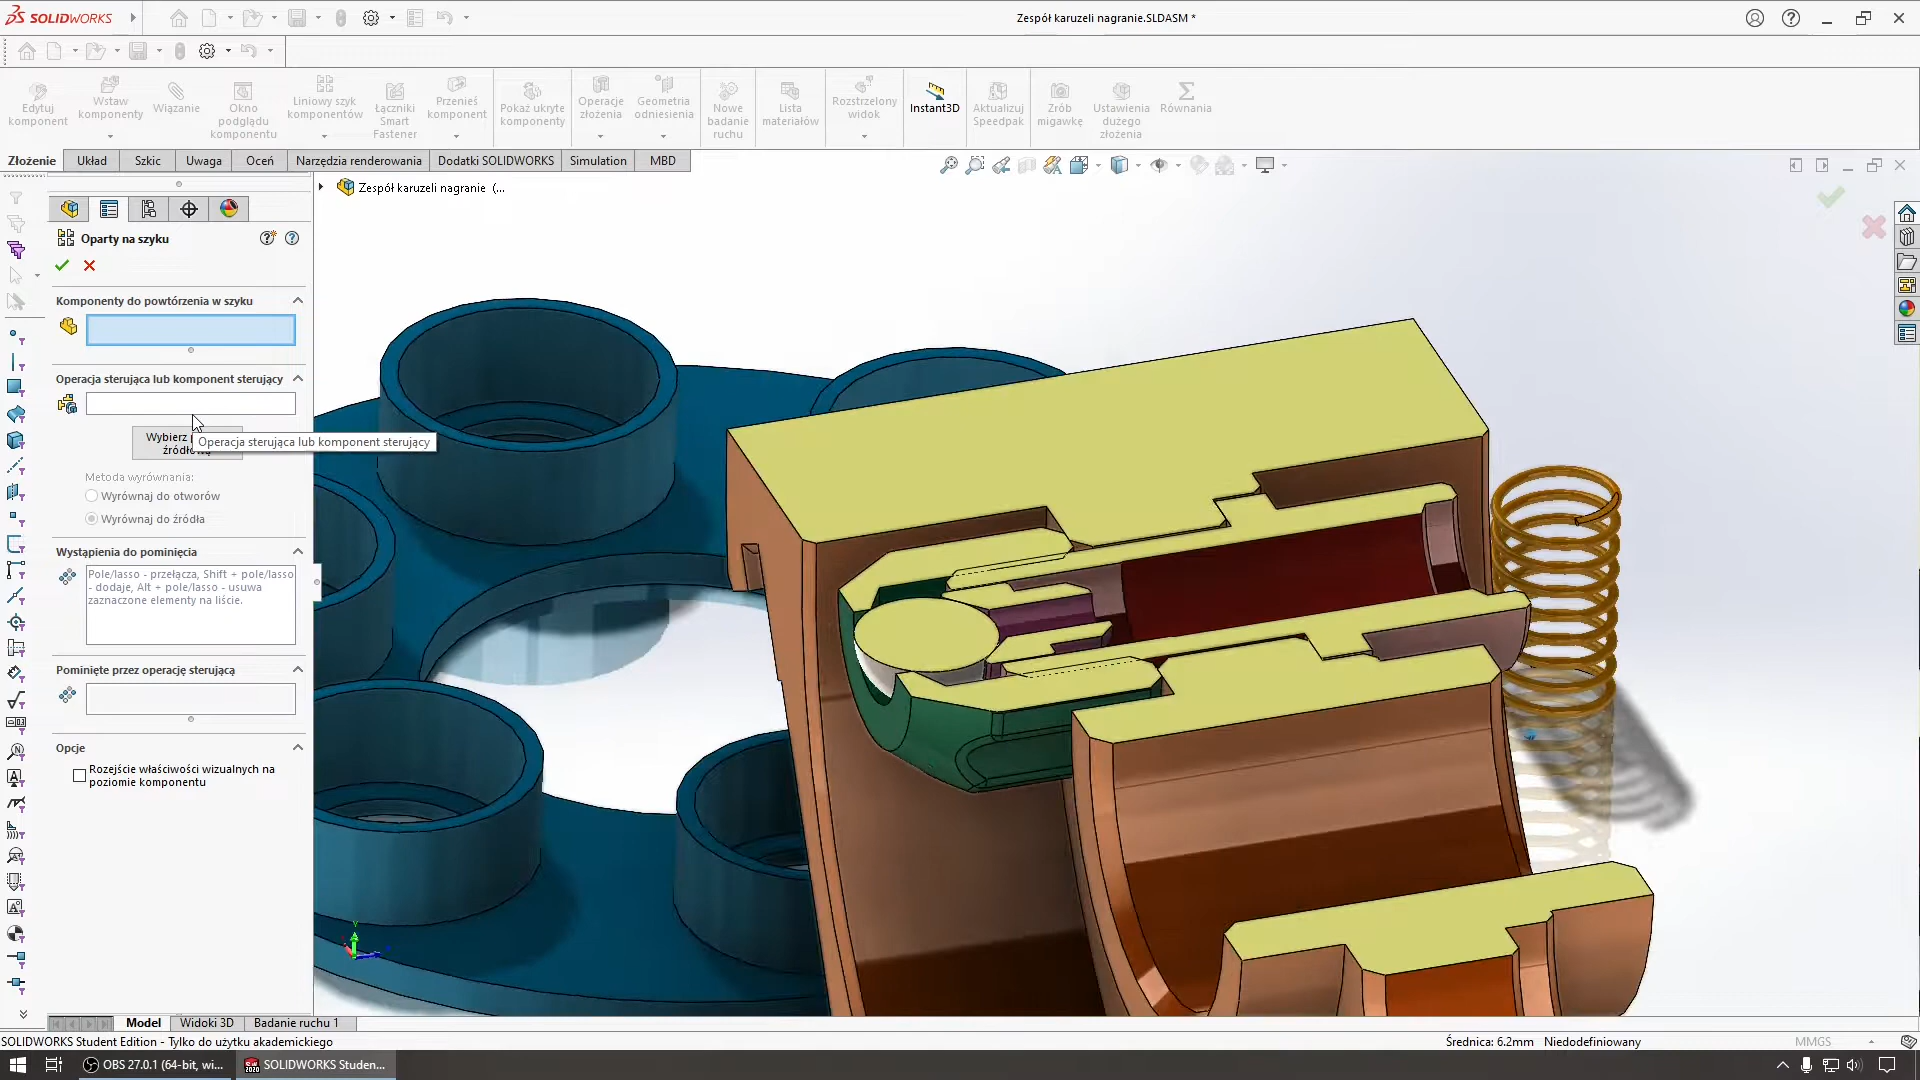 SOLIDWORKS
Zespół karuzeli nagranie.SLDASM *
Edytuj komponent
Wstaw komponenty
Wiązanie
Okno podglądu komponentu
Liniowy szyk komponentów
Łączniki Smart Fastener
Przenieś komponent
Pokaż ukryte komponenty
Operacje złożenia
Geometria odniesienia
Nowe badanie ruchu
Lista materiałów
Rozstrzelony widok
Instant3D
Aktualizuj Speedpak
Zrób migawkę
Ustawienia dużego złożenia
Równania
Złożenie
Układ
Szkic
Uwaga
Oceń
Narzędzia renderowania
Dodatki SOLIDWORKS
Simulation
MBD
Zespół karuzeli nagranie (...
Oparty na szyku
Komponenty do powtórzenia w szyku
Operacja sterująca lub komponent sterujący
Wybierz
źródłową
Operacja sterująca lub komponent sterujący
Metoda wyrównania:
Wyrównaj do otworów
Wyrównaj do źródła
Wystąpienia do pominięcia
Pole/lasso - przełącza, Shift + pole/lasso
- dodaje, Alt + pole/lasso - usuwa
zaznaczone elementy na liście.
Pominięte przez operację sterującą
Opcje
Rozejście właściwości wizualnych na
poziomie komponentu
Y
Model
Widoki 3D
Badanie ruchu 1
SOLIDWORKS Student Edition - Tylko do użytku akademickiego
Średnica: 6.2mm
Niedodefiniowany
MMGS
OBS 27.0.1 (64-bit, wi...
SOLIDWORKS Studen...